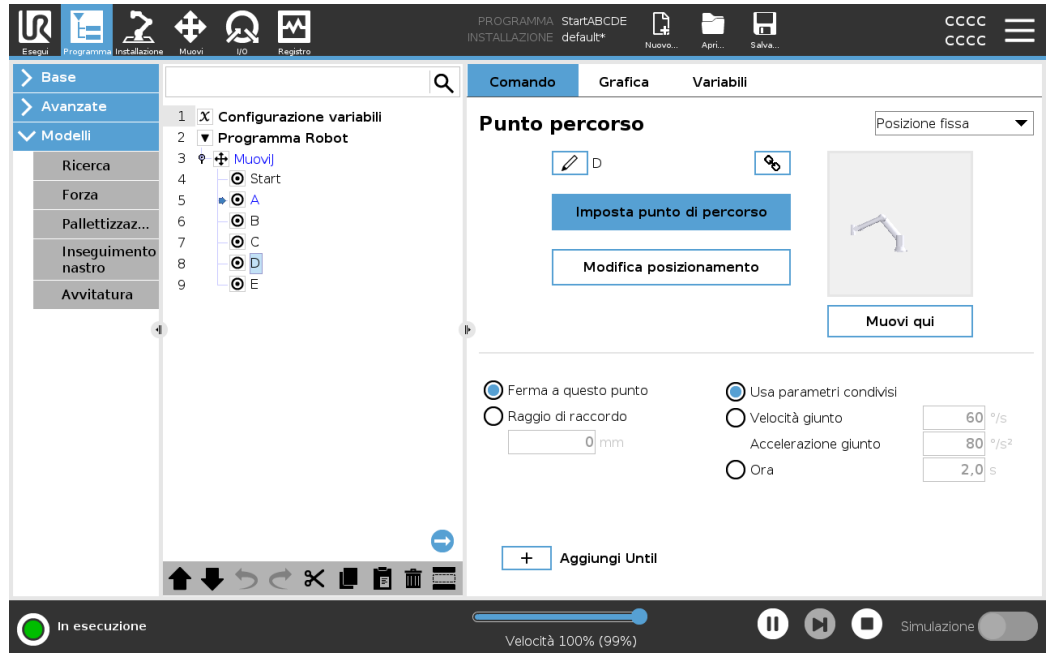 UR
PROGRAMMA StartABCDE
INSTALLAZIONE default*
CCCC
CCCC
Esegui Programma Installazione Muovi I/O Registro Nuovo... Apri... Salva...
Base
Avanzate
Modelli
Ricerca
Forza
Pallettizzaz...
Inseguimento
nastro
Avvitatura
1 X Configurazione variabili
2 Programma Robot
3 MuoviJ
4 Start
5 A
6 B
7 C
8 D
9 E
Comando Grafica Variabili
Punto percorso Posizione fissa
D
Imposta punto di percorso
Modifica posizionamento
Muovi qui
Ferma a questo punto Usa parametri condivisi
Raggio di raccordo Velocità giunto 60 °/s
0 mm Accelerazione giunto 80 °/s²
Ora 2,0 s
+ Aggiungi Until
In esecuzione
Velocità 100% (99%)
Simulazione